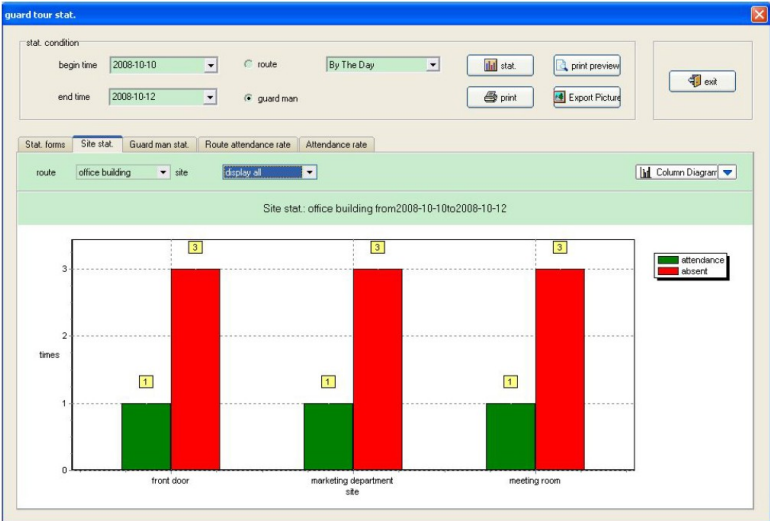 guard tour stat.
stat. condition
begin time 2008-10-10 route By The Day stat. print preview
exit
end time 2008-10-12 guard man print Export Picture
Stat. forms Site stat. Guard man stat. Route attendance rate Attendance rate
route office building site display all Column Diagram
Site stat.: office building from2008-10-10to2008-10-12
3 3 3
attendance
absent
3
2
times
1 1 1
1
0
front door marketing department meeting room
site